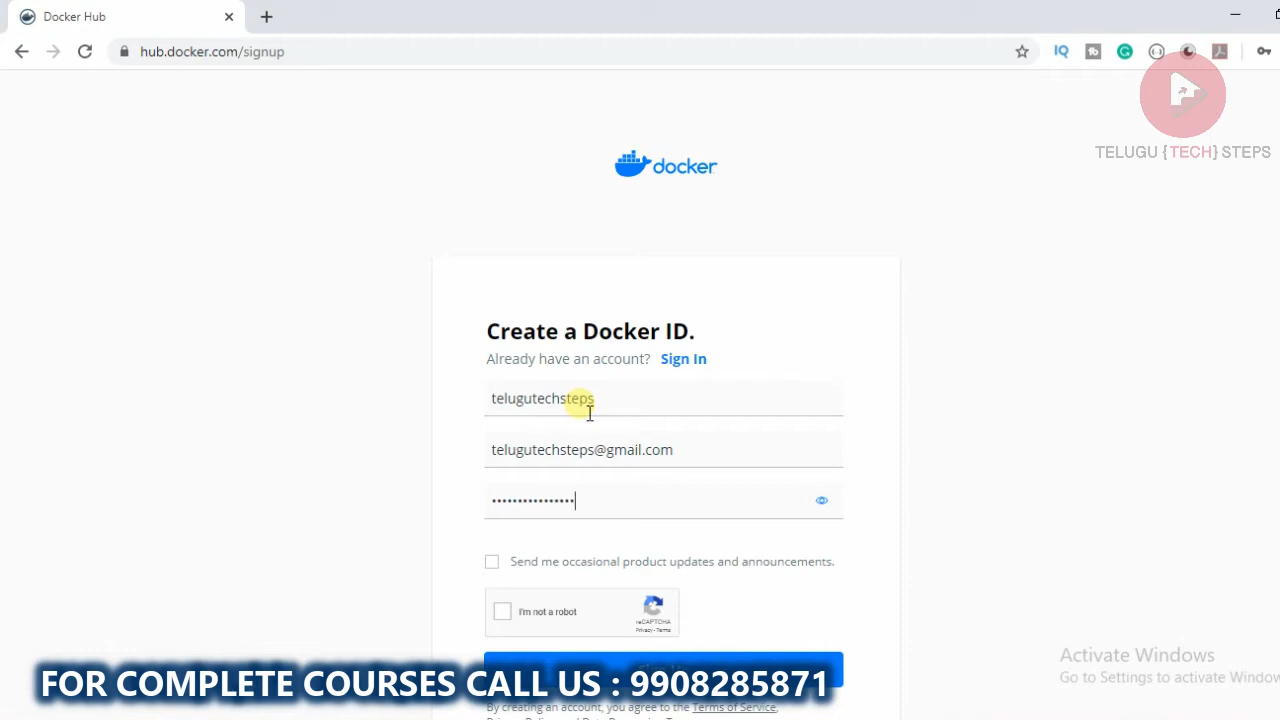 Docker Hub
hub.docker.com/signup
TELUGU {TECH} STEPS
docker
Create a Docker ID.
Already have an account? Sign In
telugutechsteps
telugutechsteps@gmail.com
Send me occasional product updates and announcements.
I'm not a robot
reCAPTCHA
Privacy - Terms
FOR COMPLETE COURSES CALL US : 9908285871
By creating an account, you agree to the Terms of Service,
Activate Windows
Go to Settings to activate Window